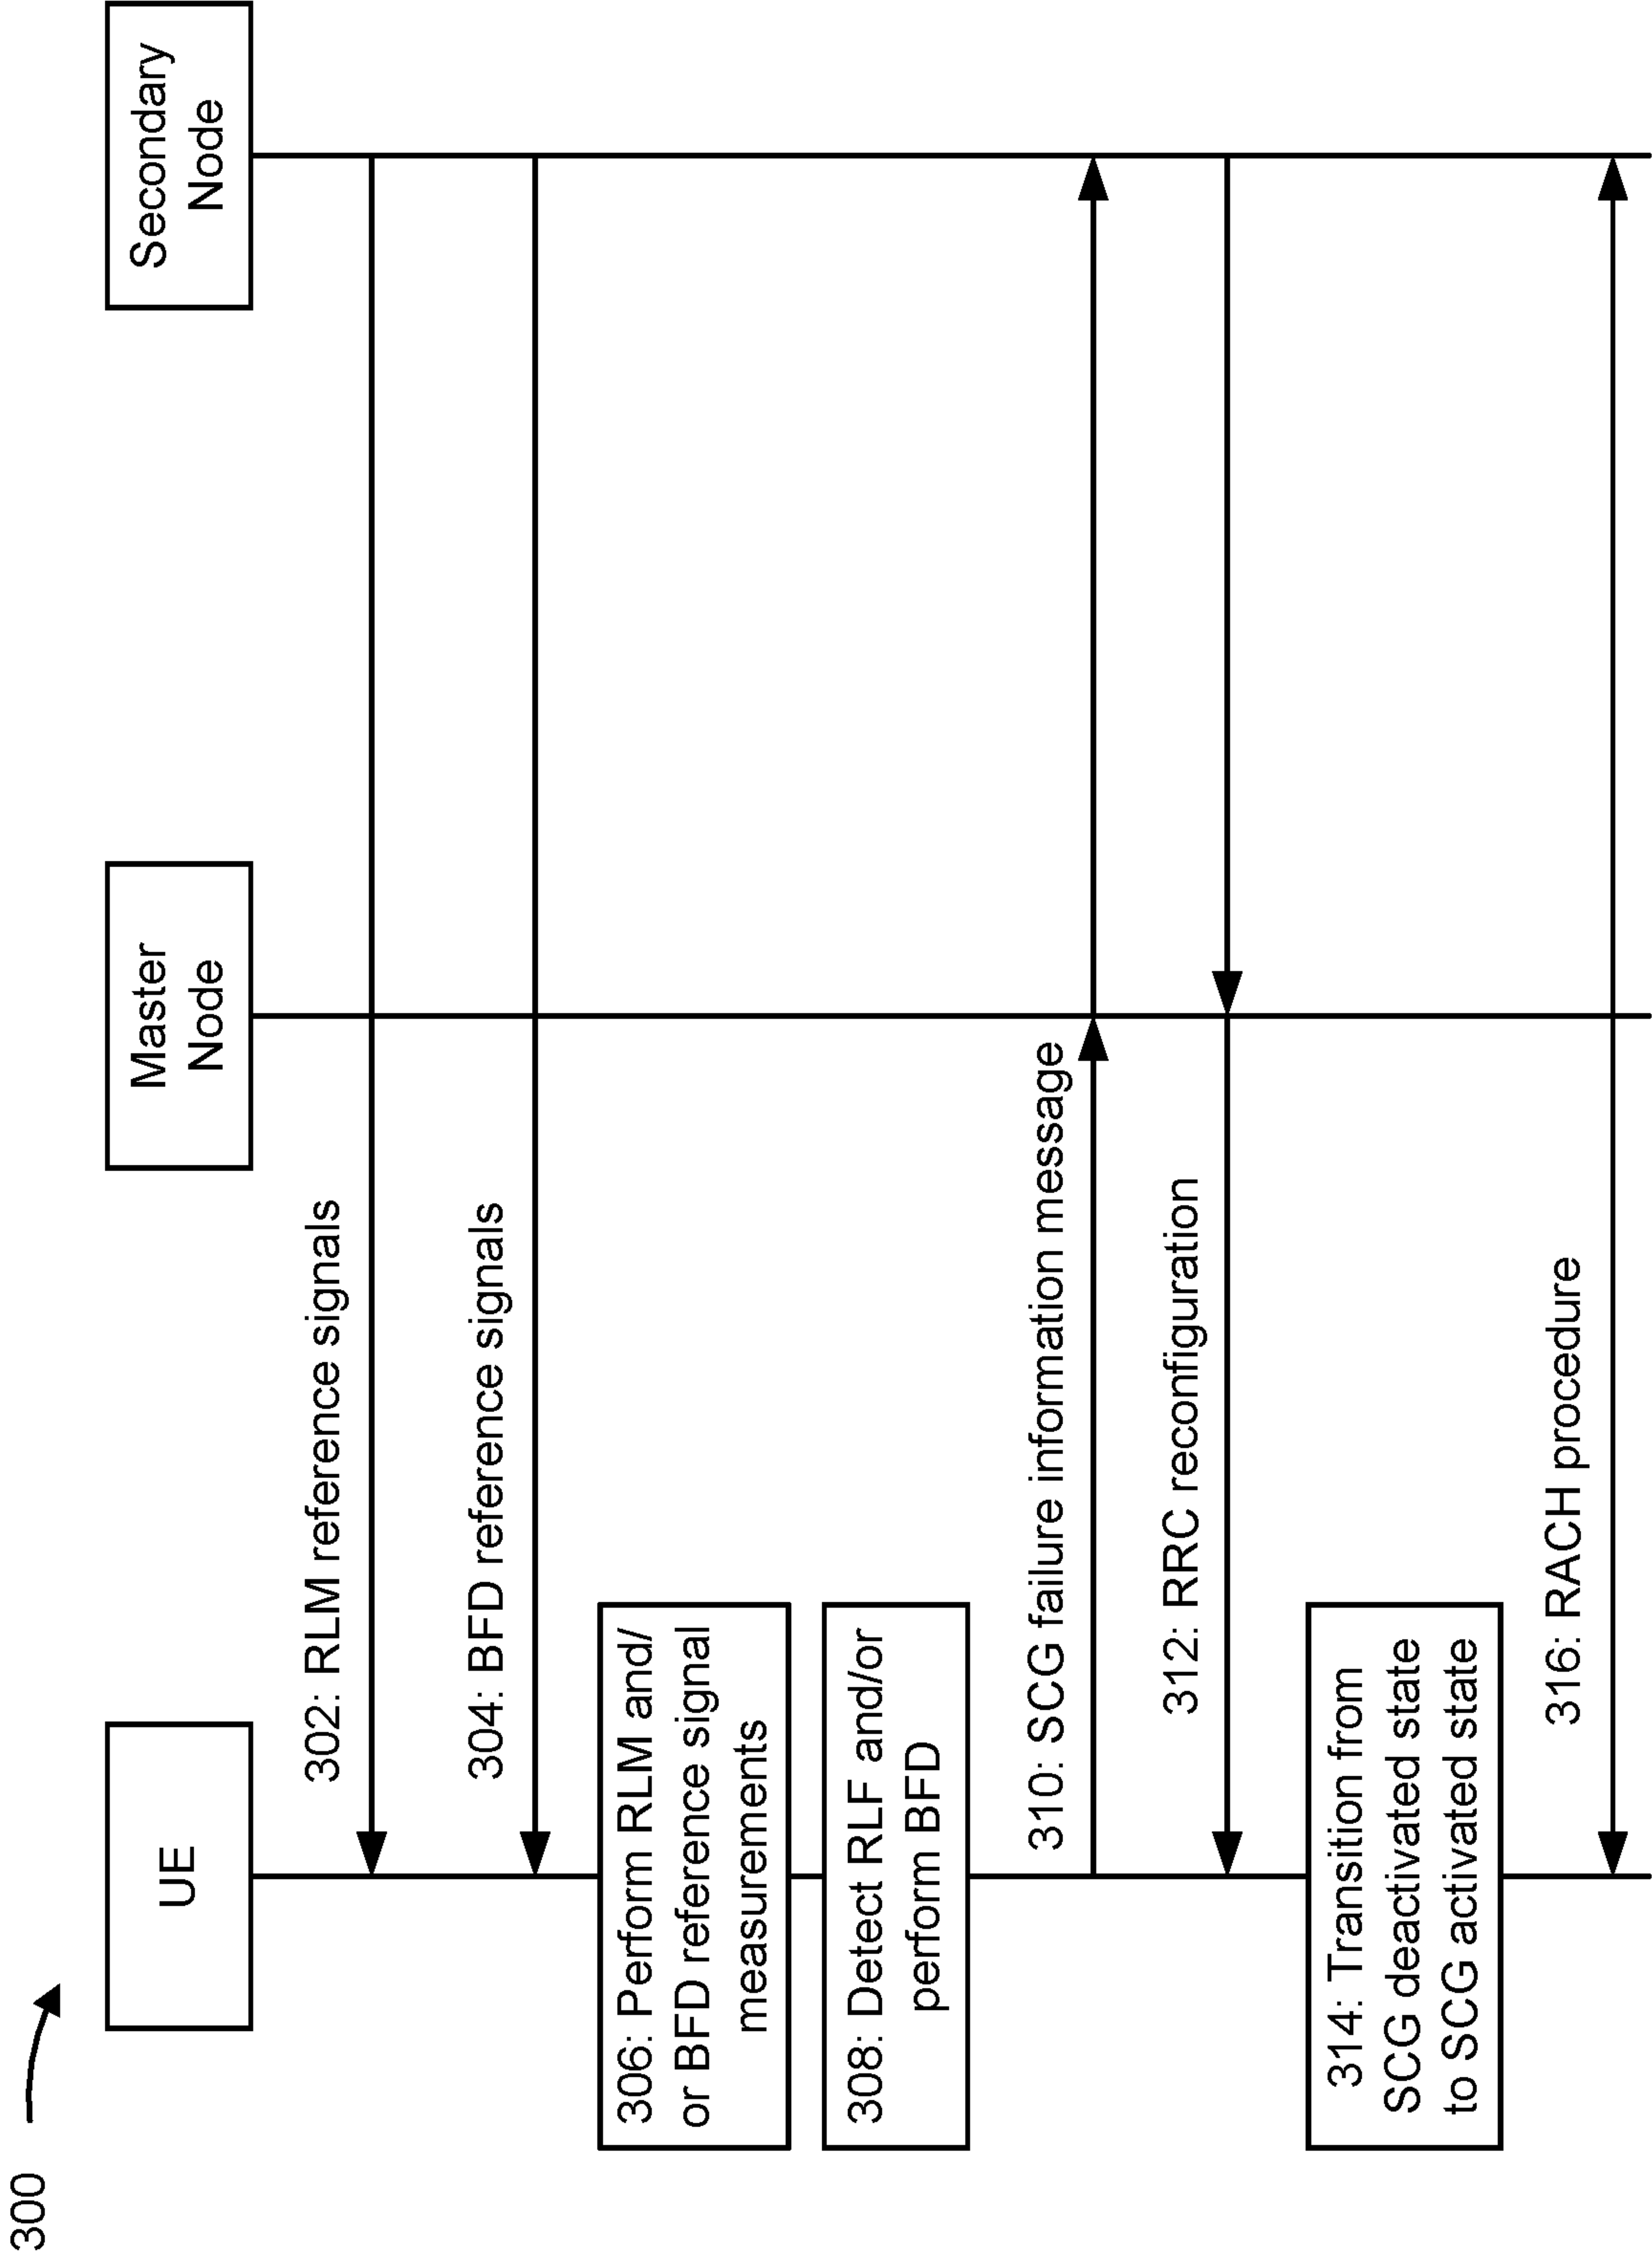 300
UE
Master
Node
Secondary
Node
302: RLM reference signals
304: BFD reference signals
306: Perform RLM and/
or BFD reference signal
measurements
308: Detect RLF and/or
perform BFD
310: SCG failure information message
312: RRC reconfiguration
314: Transition from
SCG deactivated state
to SCG activated state
316: RACH procedure